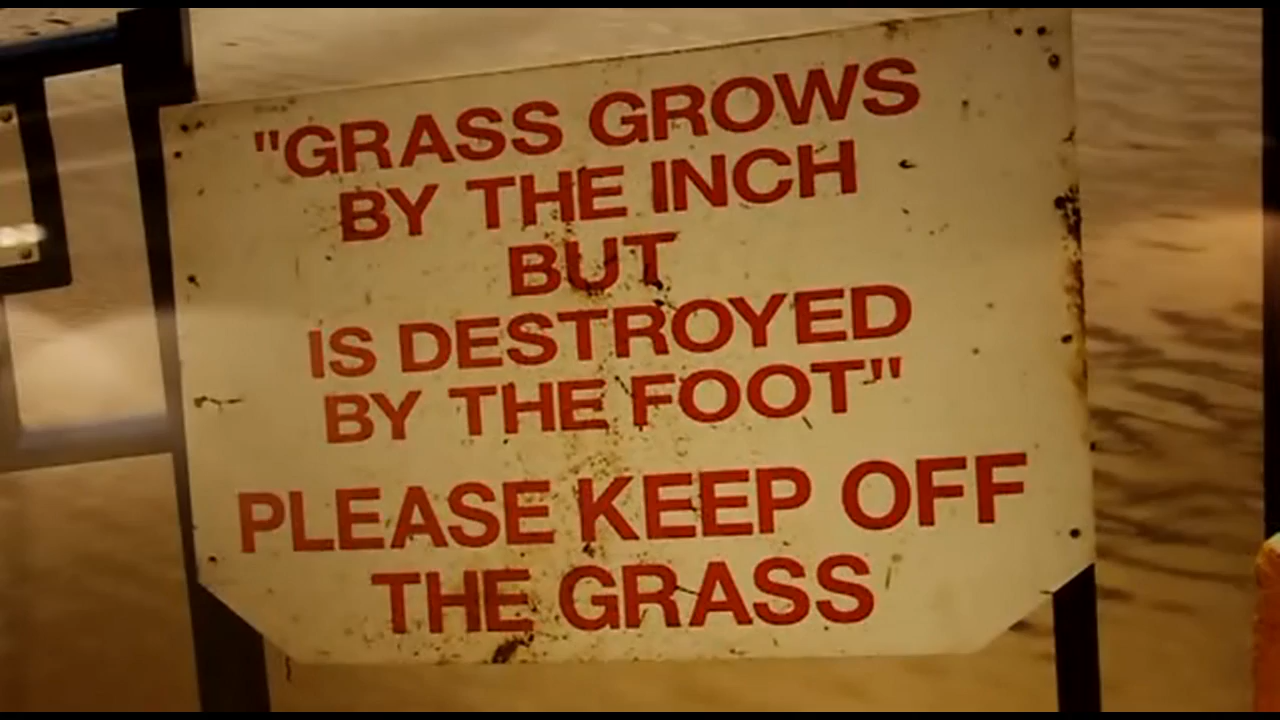 "GRASS GROWS
BY THE INCH
BUT
IS DESTROYED
BY THE FOOT"
PLEASE KEEP OFF
THE GRASS